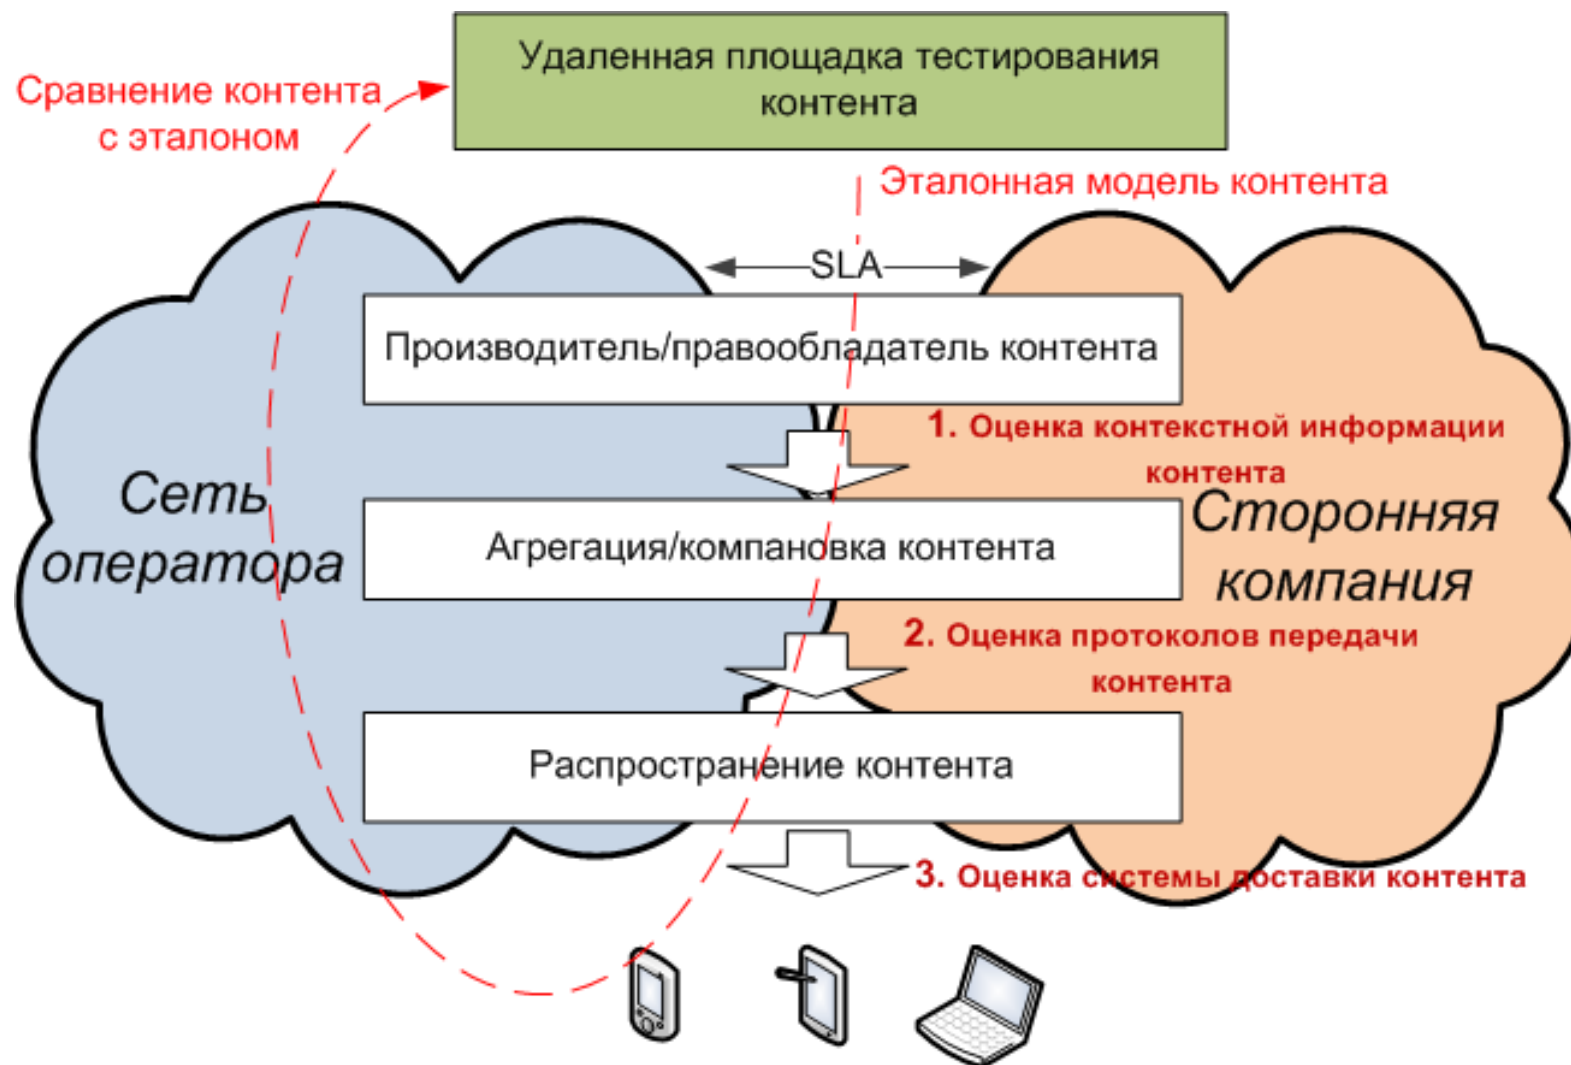 Удаленная площадка тестирования
контента
Сравнение контента
с эталоном
Эталонная модель контента
SLA
Производитель/правообладатель контента
1. Оценка контекстной информации
контента
Сеть
оператора
Агрегация/компановка контента
Сторонняя
компания
2. Оценка протоколов передачи
контента
Распространение контента
3. Оценка системы доставки контента